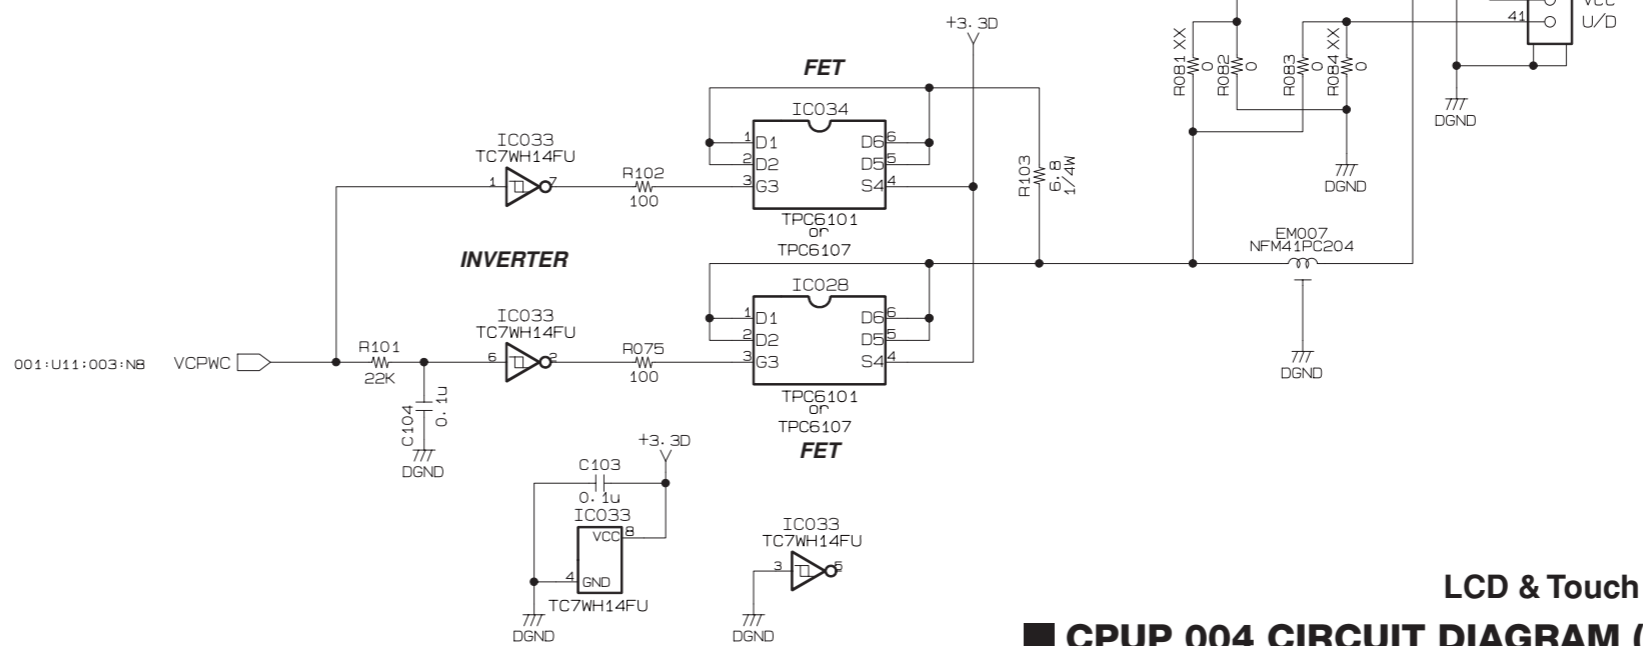 +3.3D
VCC
41 U/D
R081 XX
0
R082
0
R083
0
R084 XX
0
DGND
DGND
FET
IC034
1 D1 D6 6
2 D2 D5 5
3 G3 S4 4
TPC6101
or
TPC6107
IC033
TC7WH14FU
1 7
R102
100
R103
6.8
1/4W
EM007
NFM41PC204
DGND
INVERTER
IC028
1 D1 D6 6
2 D2 D5 5
3 G3 S4 4
TPC6101
or
TPC6107
FET
IC033
TC7WH14FU
6 2
R075
100
001:U11:003:N8 VCPWC
R101
22K
C104
0.1u
DGND
+3.3D
C103
0.1u
IC033
VCC 8
4 GND
TC7WH14FU
DGND
IC033
TC7WH14FU
3 5
DGND
LCD & Touch
CPUP 004 CIRCUIT DIAGRAM (